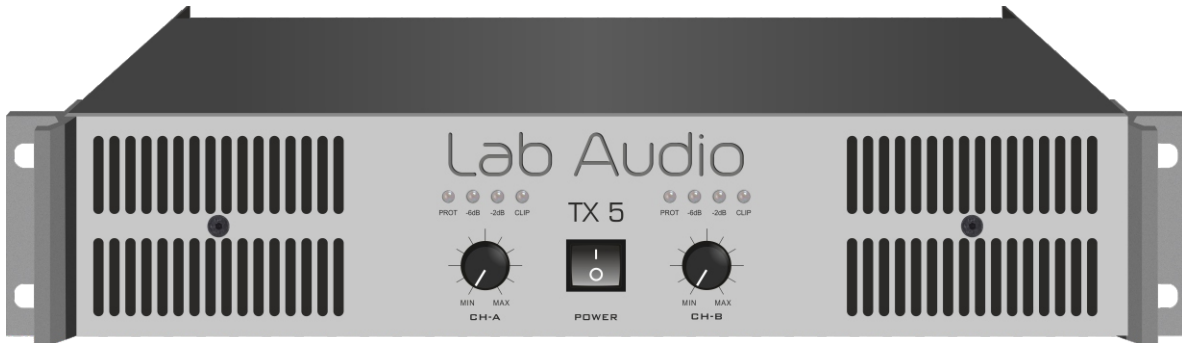 Lab Audio
PROT -6dB -2dB CLIP
TX 5
PROT -6dB -2dB CLIP
MIN MAX
CH-A
I
O
POWER
MIN MAX
CH-B